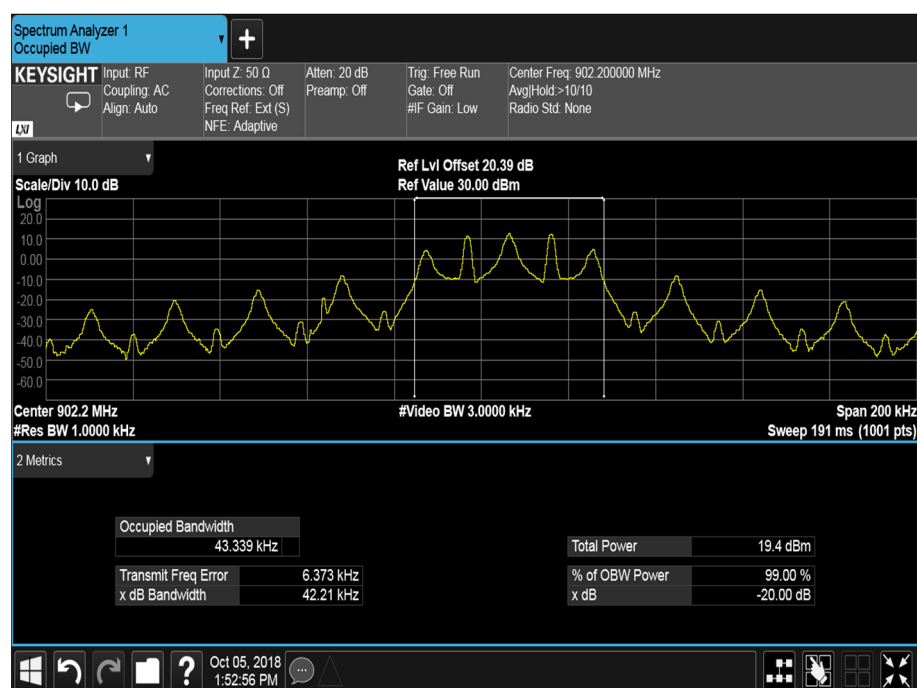 Spectrum Analyzer 1
Occupied BW
+
KEYSIGHT
LXI
Input: RF
Coupling: AC
Align: Auto
Input Z: 50 Ω
Corrections: Off
Freq Ref: Ext (S)
NFE: Adaptive
Atten: 20 dB
Preamp: Off
Trig: Free Run
Gate: Off
#IF Gain: Low
Center Freq: 902.200000 MHz
Avg|Hold:>10/10
Radio Std: None
1 Graph
Scale/Div 10.0 dB
Ref Lvl Offset 20.39 dB
Ref Value 30.00 dBm
Log
20.0
10.0
0.00
-10.0
-20.0
-30.0
-40.0
-50.0
-60.0
Center 902.2 MHz
#Video BW 3.0000 kHz
Span 200 kHz
#Res BW 1.0000 kHz
Sweep 191 ms (1001 pts)
2 Metrics
Occupied Bandwidth
43.339 kHz
Total Power 19.4 dBm
Transmit Freq Error 6.373 kHz
% of OBW Power 99.00 %
x dB Bandwidth 42.21 kHz
x dB -20.00 dB
?
Oct 05, 2018
1:52:56 PM